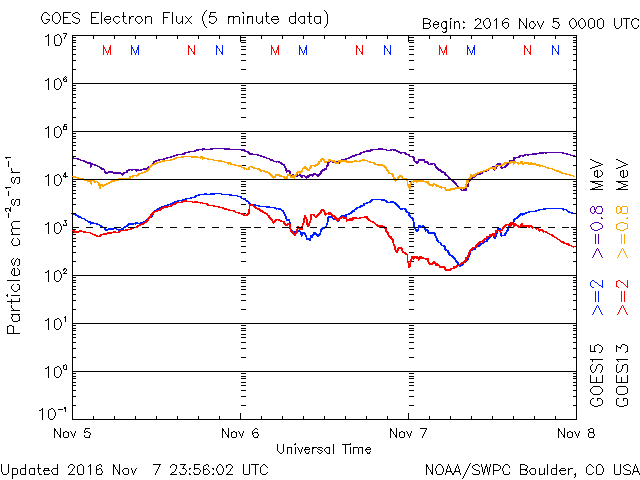 GOES Electron Flux (5 minute data)
Begin: 2016 Nov 5 0000 UTC
10⁷
10⁶
10⁵
10⁴
10³
10²
10¹
10⁰
10⁻¹
Particles cm⁻²s⁻¹sr⁻¹
M M N N M M N N M M N N
Nov 5 Nov 6 Nov 7 Nov 8
Universal Time
GOES15 >=2 >=0.8 MeV
GOES13 >=2 >=0.8 MeV
Updated 2016 Nov 7 23:56:02 UTC
NOAA/SWPC Boulder, CO USA